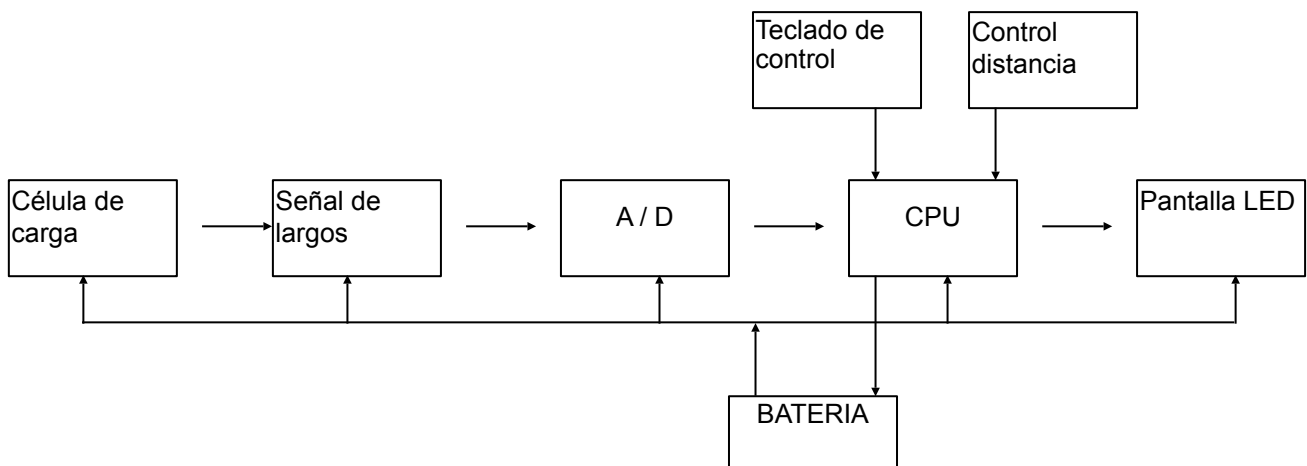 Teclado de
control
Control
distancia
Célula de
carga
Señal de
largos
A / D
CPU
Pantalla LED
BATERIA